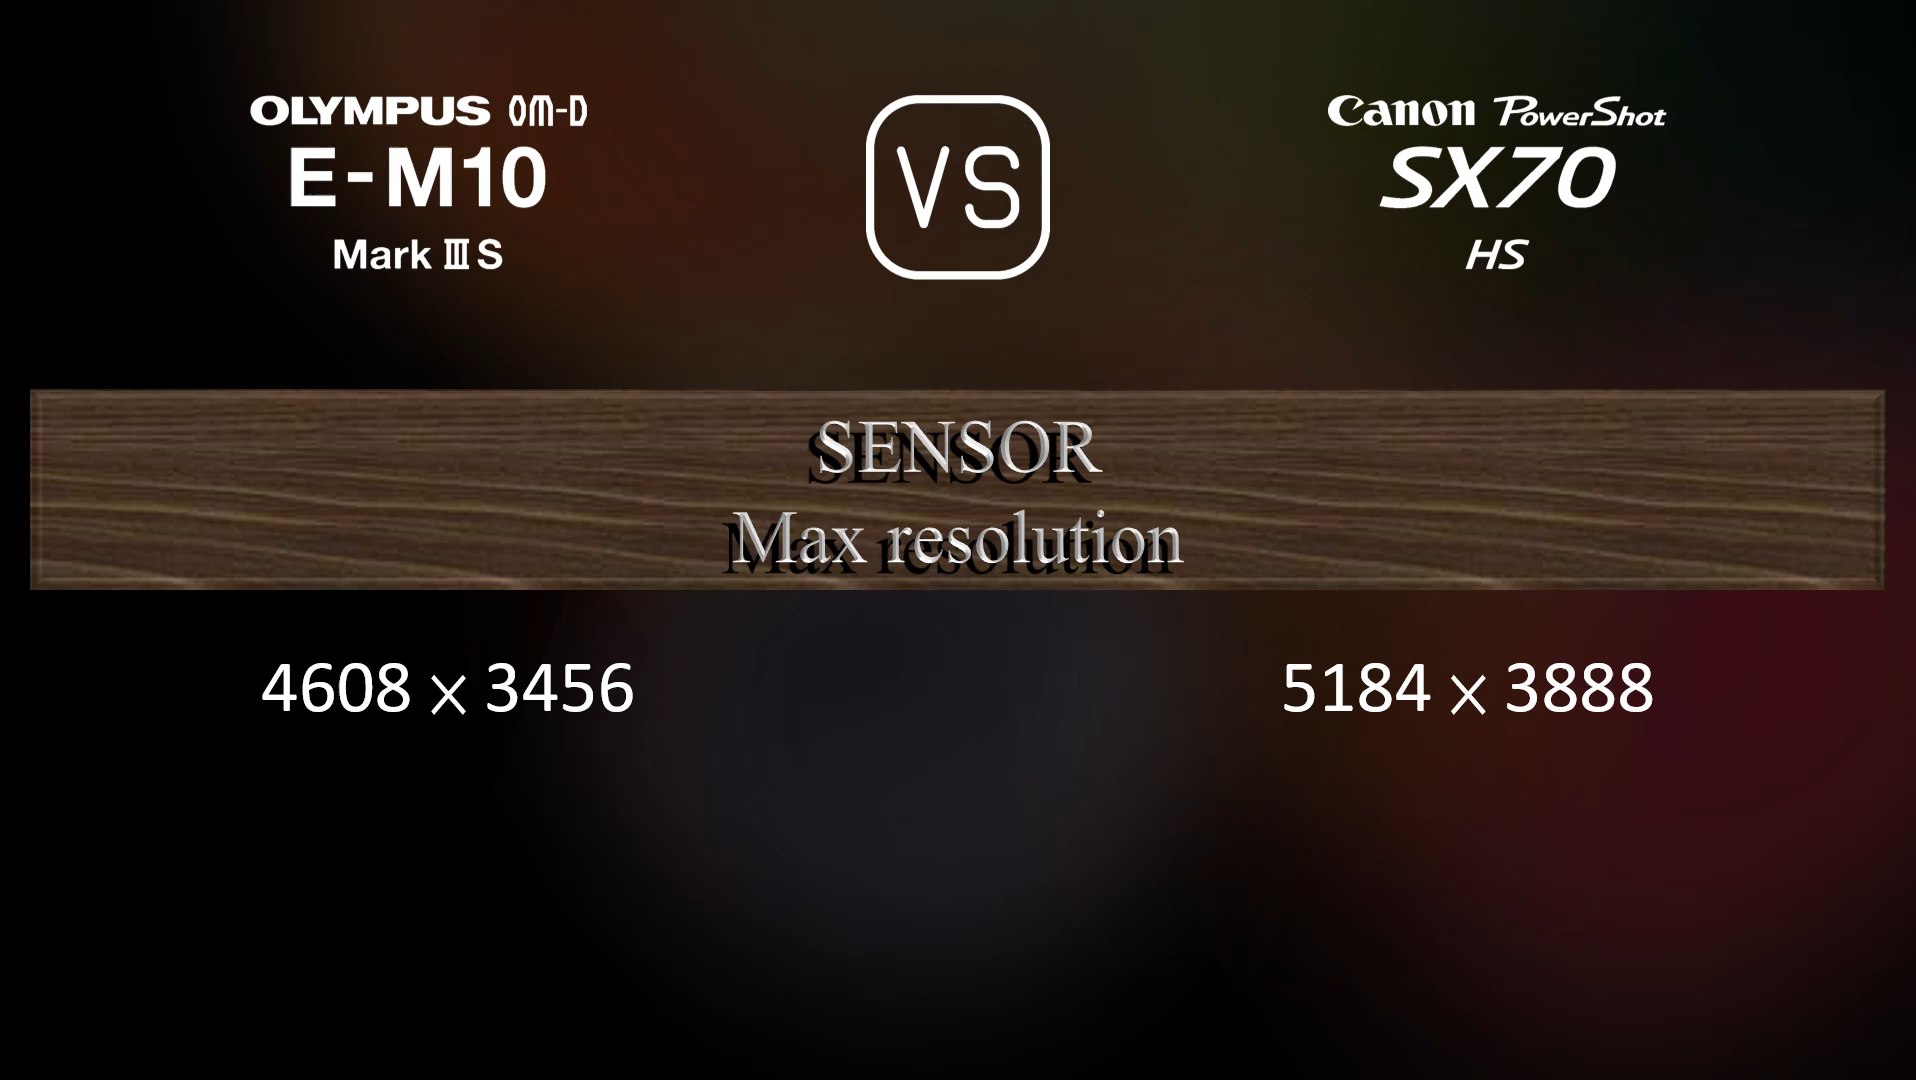 OLYMPUS OM-D
E-M10
Mark III S
VS
Canon PowerShot
SX70
HS
SENSOR
Max resolution
4608 x 3456
5184 x 3888